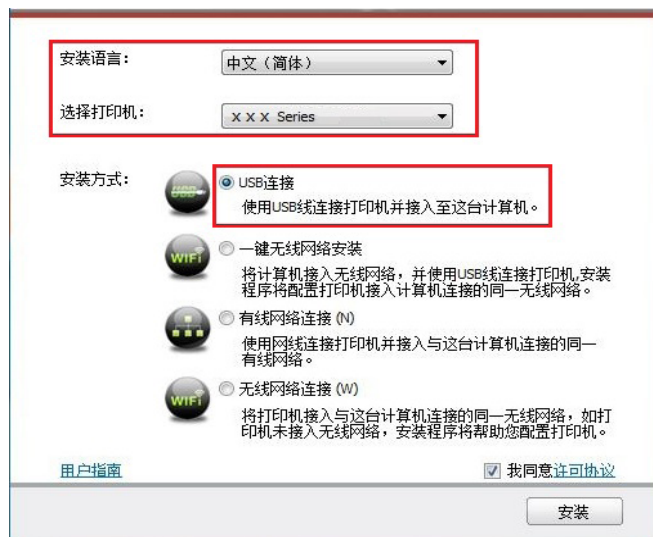 安装语言：
中文（简体）
选择打印机：
X X X Series
安装方式：
USB连接
使用USB线连接打印机并接入至这台计算机。
WiFi
一键无线网络安装
将计算机接入无线网络，并使用USB线连接打印机,安装
程序将配置打印机接入计算机连接的同一无线网络。
有线网络连接 (N)
使用网线连接打印机并接入与这台计算机连接的同一
有线网络。
WiFi
无线网络连接 (W)
将打印机接入与这台计算机连接的同一无线网络，如打
印机未接入无线网络，安装程序将帮助您配置打印机。
用户指南
我同意许可协议
安装